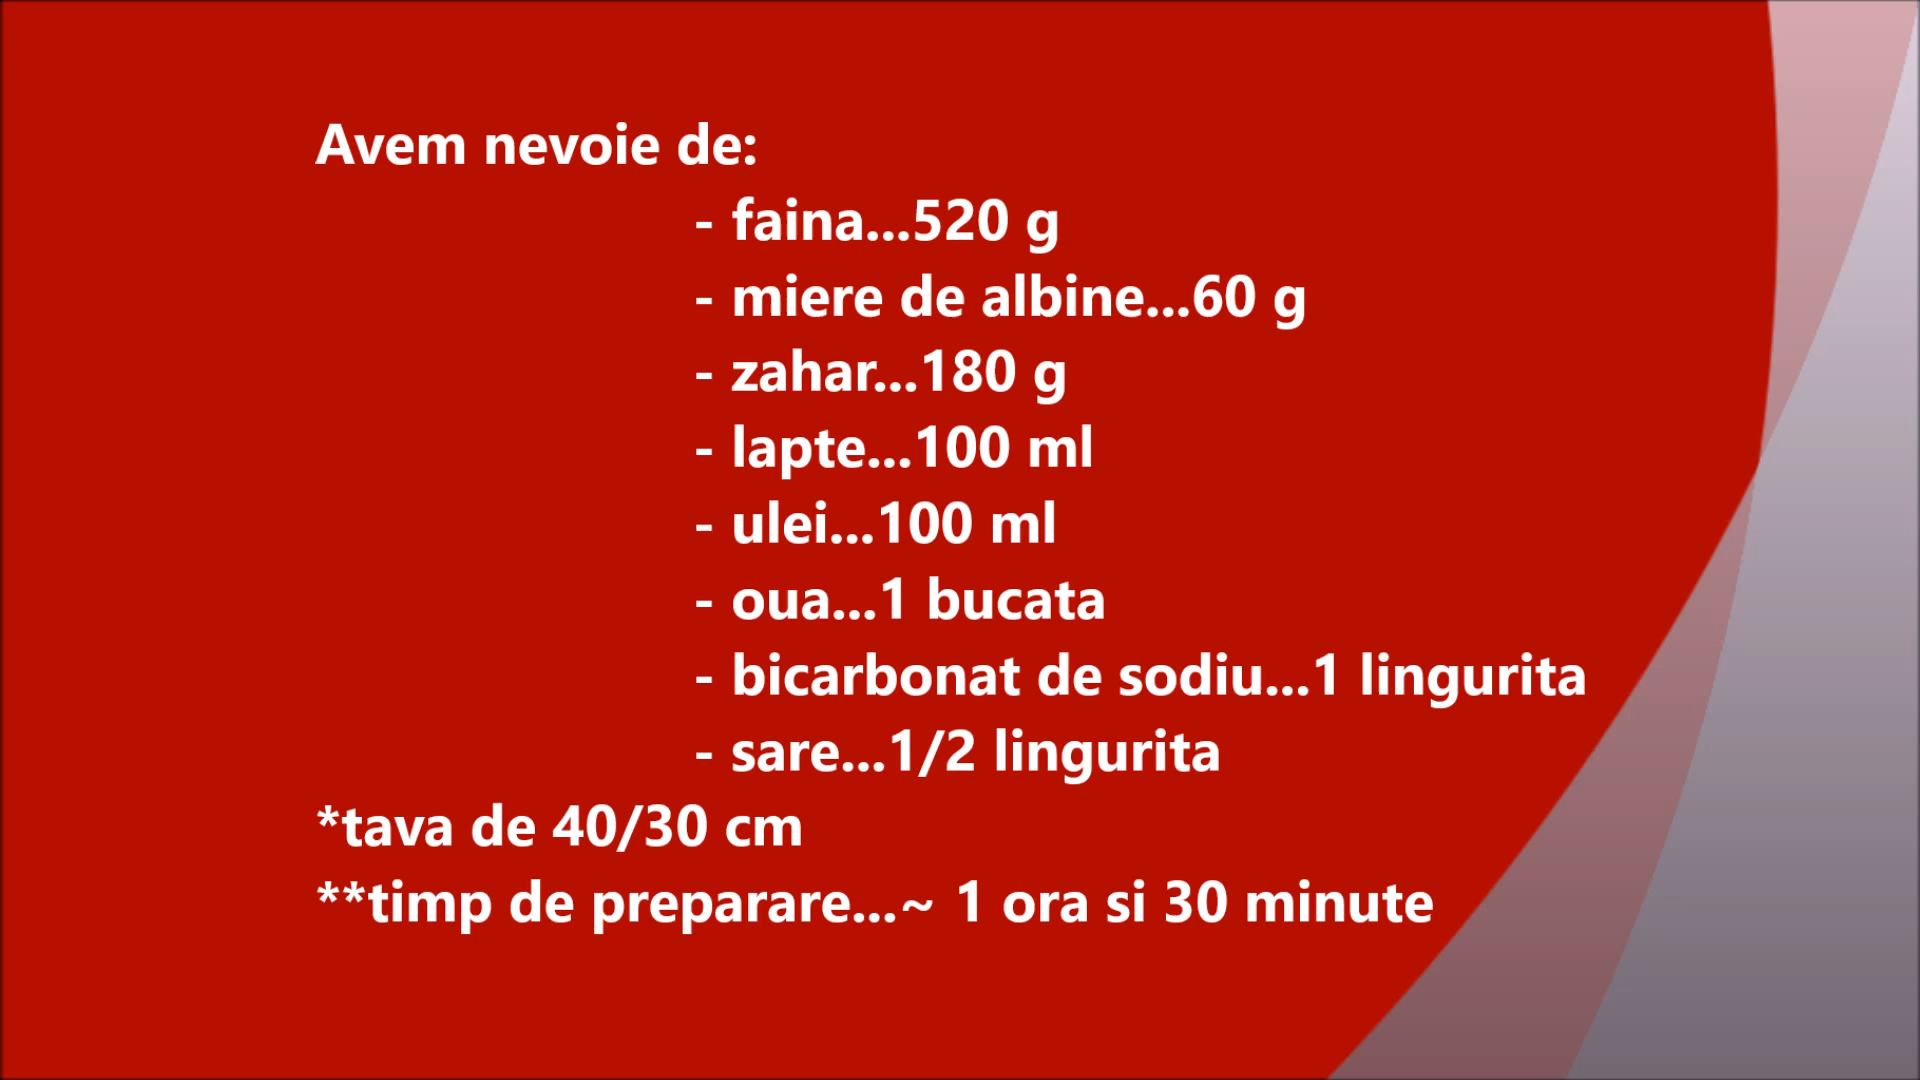 Avem nevoie de:
- faina...520 g
- miere de albine...60 g
- zahar...180 g
- lapte...100 ml
- ulei...100 ml
- oua...1 bucata
- bicarbonat de sodiu...1 lingurita
- sare...1/2 lingurita
*tava de 40/30 cm
**timp de preparare...~ 1 ora si 30 minute